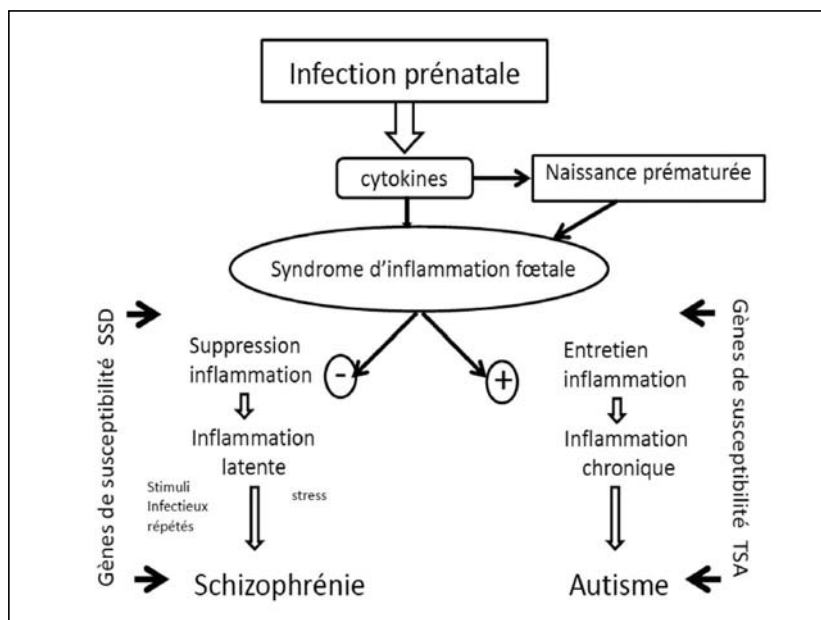 Infection prénatale
cytokines
Naissance prématurée
Syndrome d'inflammation fœtale
Gènes de susceptibilité SSD
Suppression
inflammation
-
+
Entretien
inflammation
Gènes de susceptibilité TSA
Inflammation
latente
Inflammation
chronique
Stimuli
Infectieux
répétés
stress
Schizophrénie
Autisme